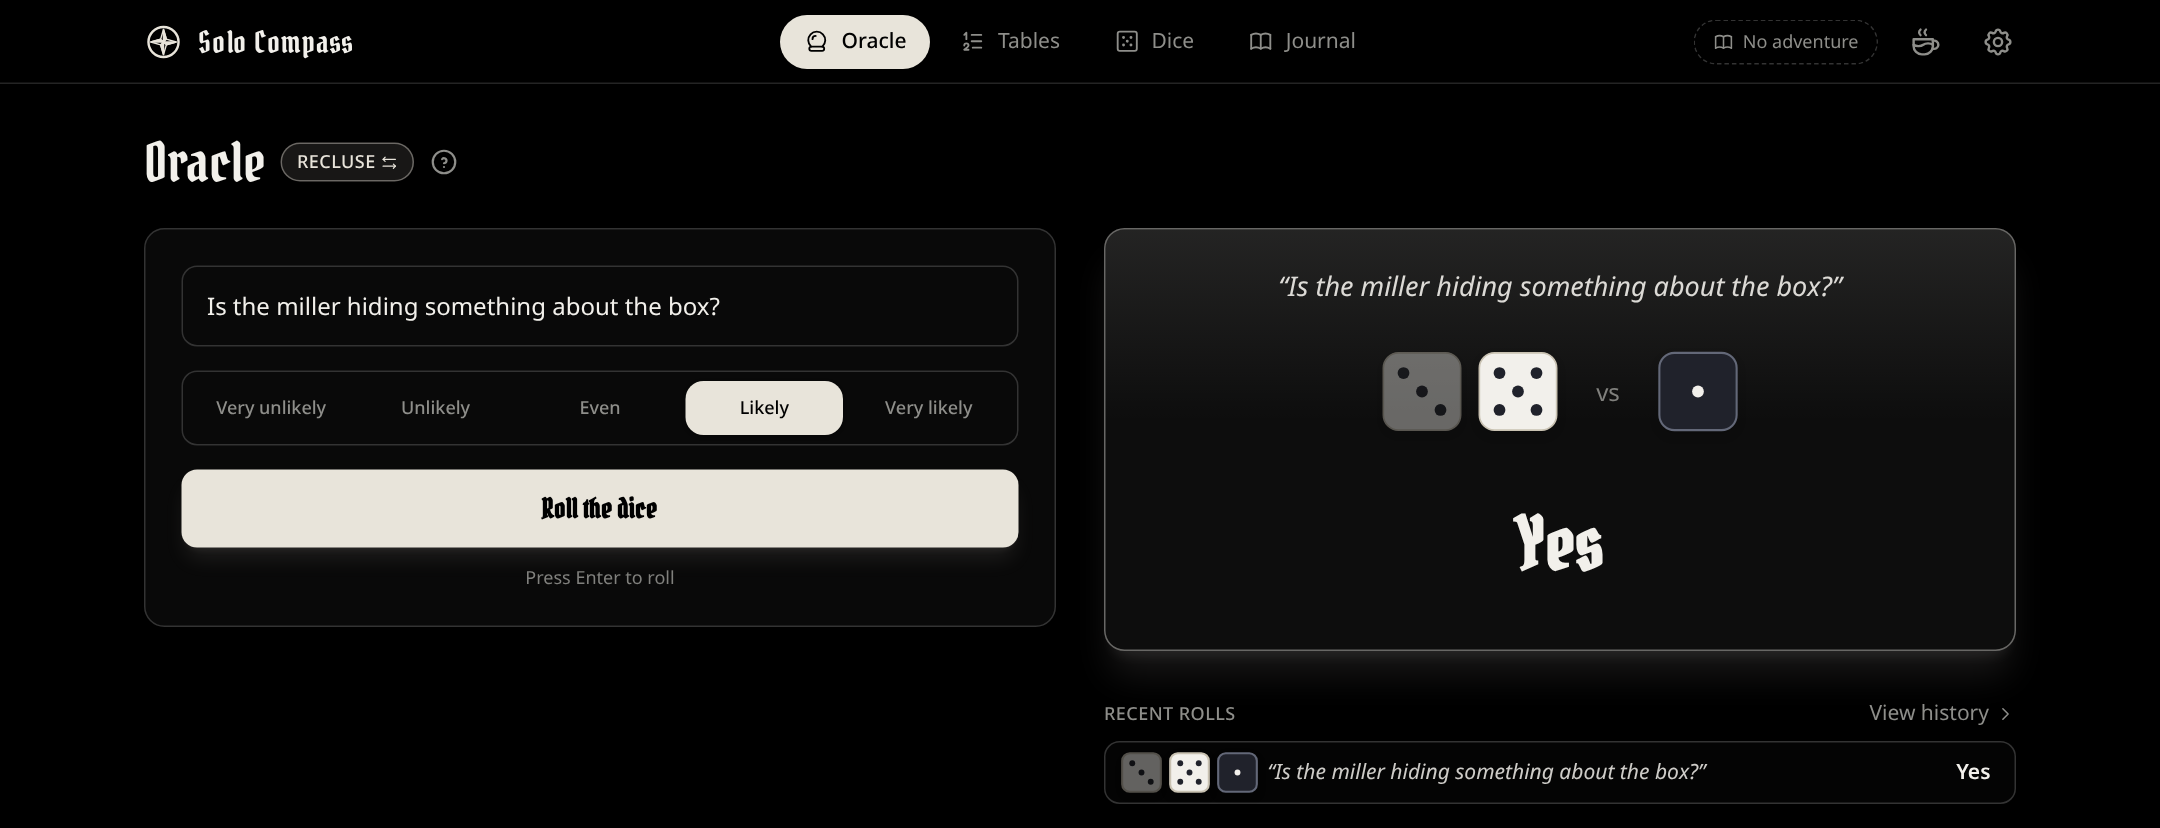 Solo Compass
Oracle
Tables
Dice
Journal
No adventure
Oracle
RECLUSE
Is the miller hiding something about the box?
Very unlikely
Unlikely
Even
Likely
Very likely
Roll the dice
Press Enter to roll
“Is the miller hiding something about the box?”
vs
Yes
RECENT ROLLS
View history
“Is the miller hiding something about the box?”
Yes